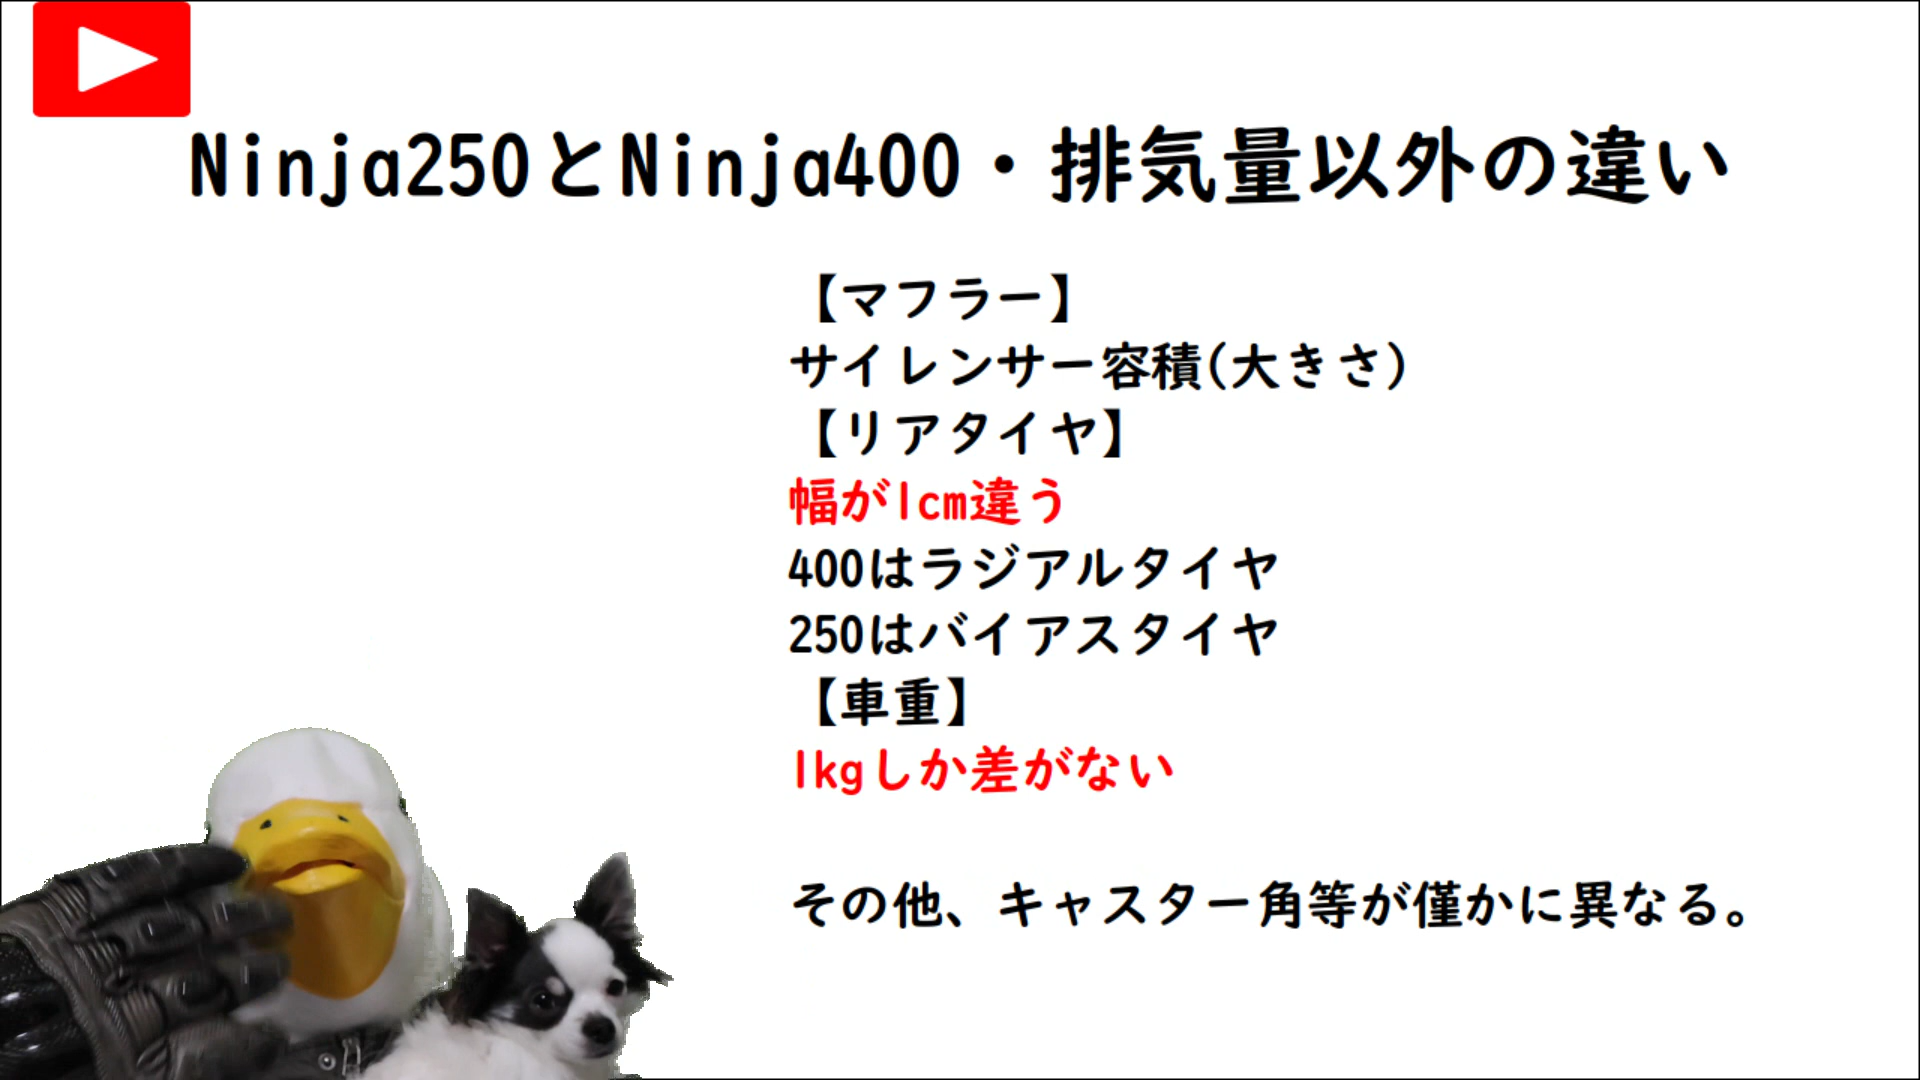 Ninja250とNinja400・排気量以外の違い
【マフラー】
サイレンサー容積(大きさ)
【リアタイヤ】
幅が1cm違う
400はラジアルタイヤ
250はバイアスタイヤ
【車重】
1kgしか差がない
その他、キャスター角等が僅かに異なる。